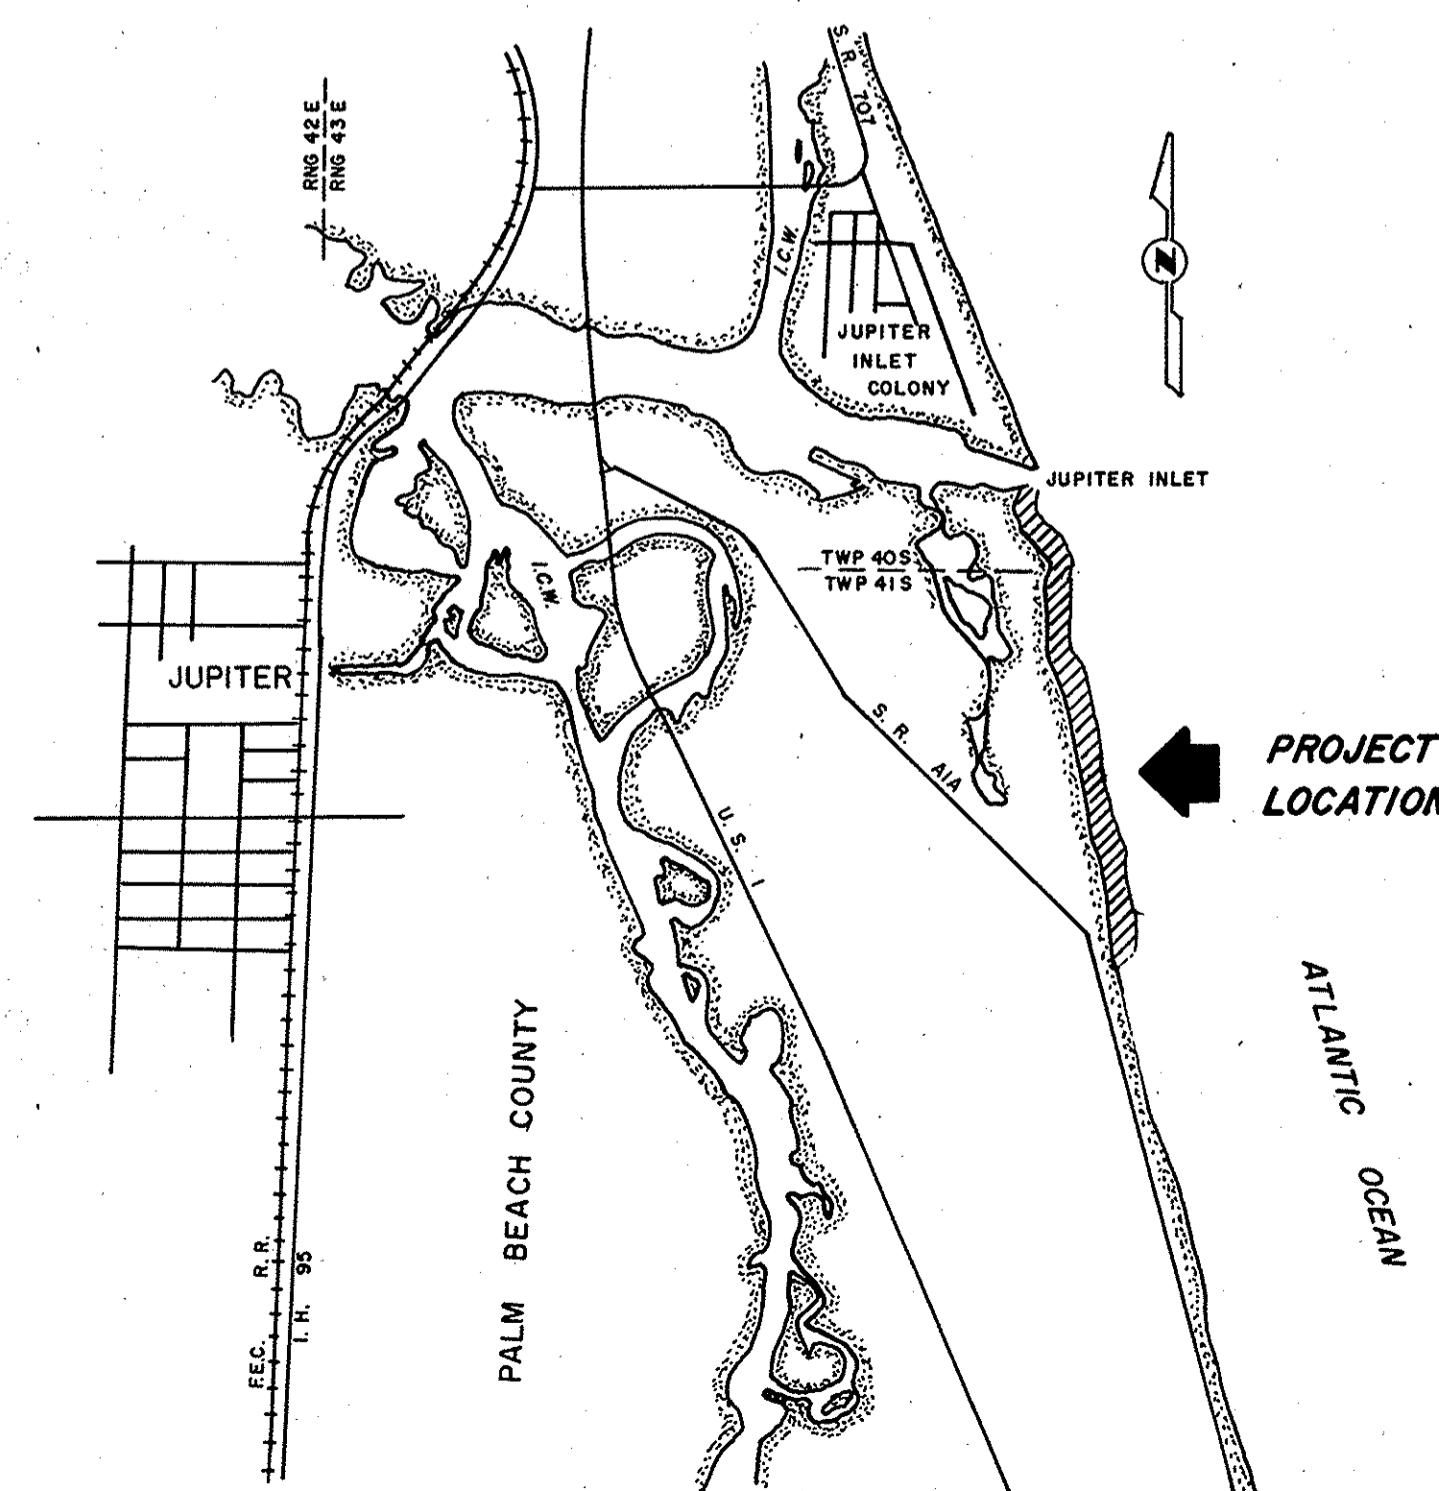 S. R. 707
RNG 42 E
RNG 43 E
I.C.W.
N
JUPITER
INLET
COLONY
JUPITER INLET
TWP 40S
TWP 41S
I.C.W.
JUPITER
S. R. A1A
PROJECT
LOCATION
U. S. 1
ATLANTIC OCEAN
PALM BEACH COUNTY
F.E.C. R. R.
I. H. 95